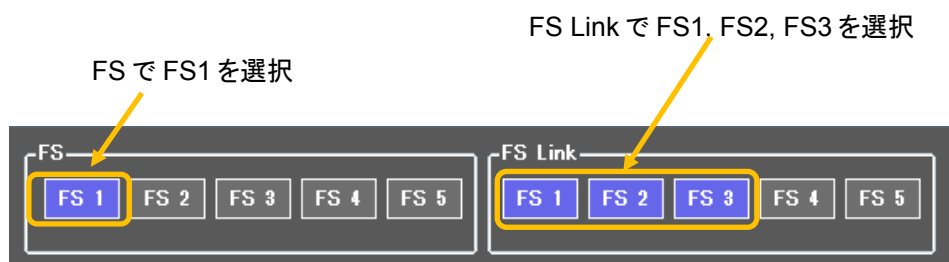 FS Link で FS1. FS2, FS3 を選択
FS で FS1 を選択
FS
FS 1 FS 2 FS 3 FS 4 FS 5
FS Link
FS 1 FS 2 FS 3 FS 4 FS 5